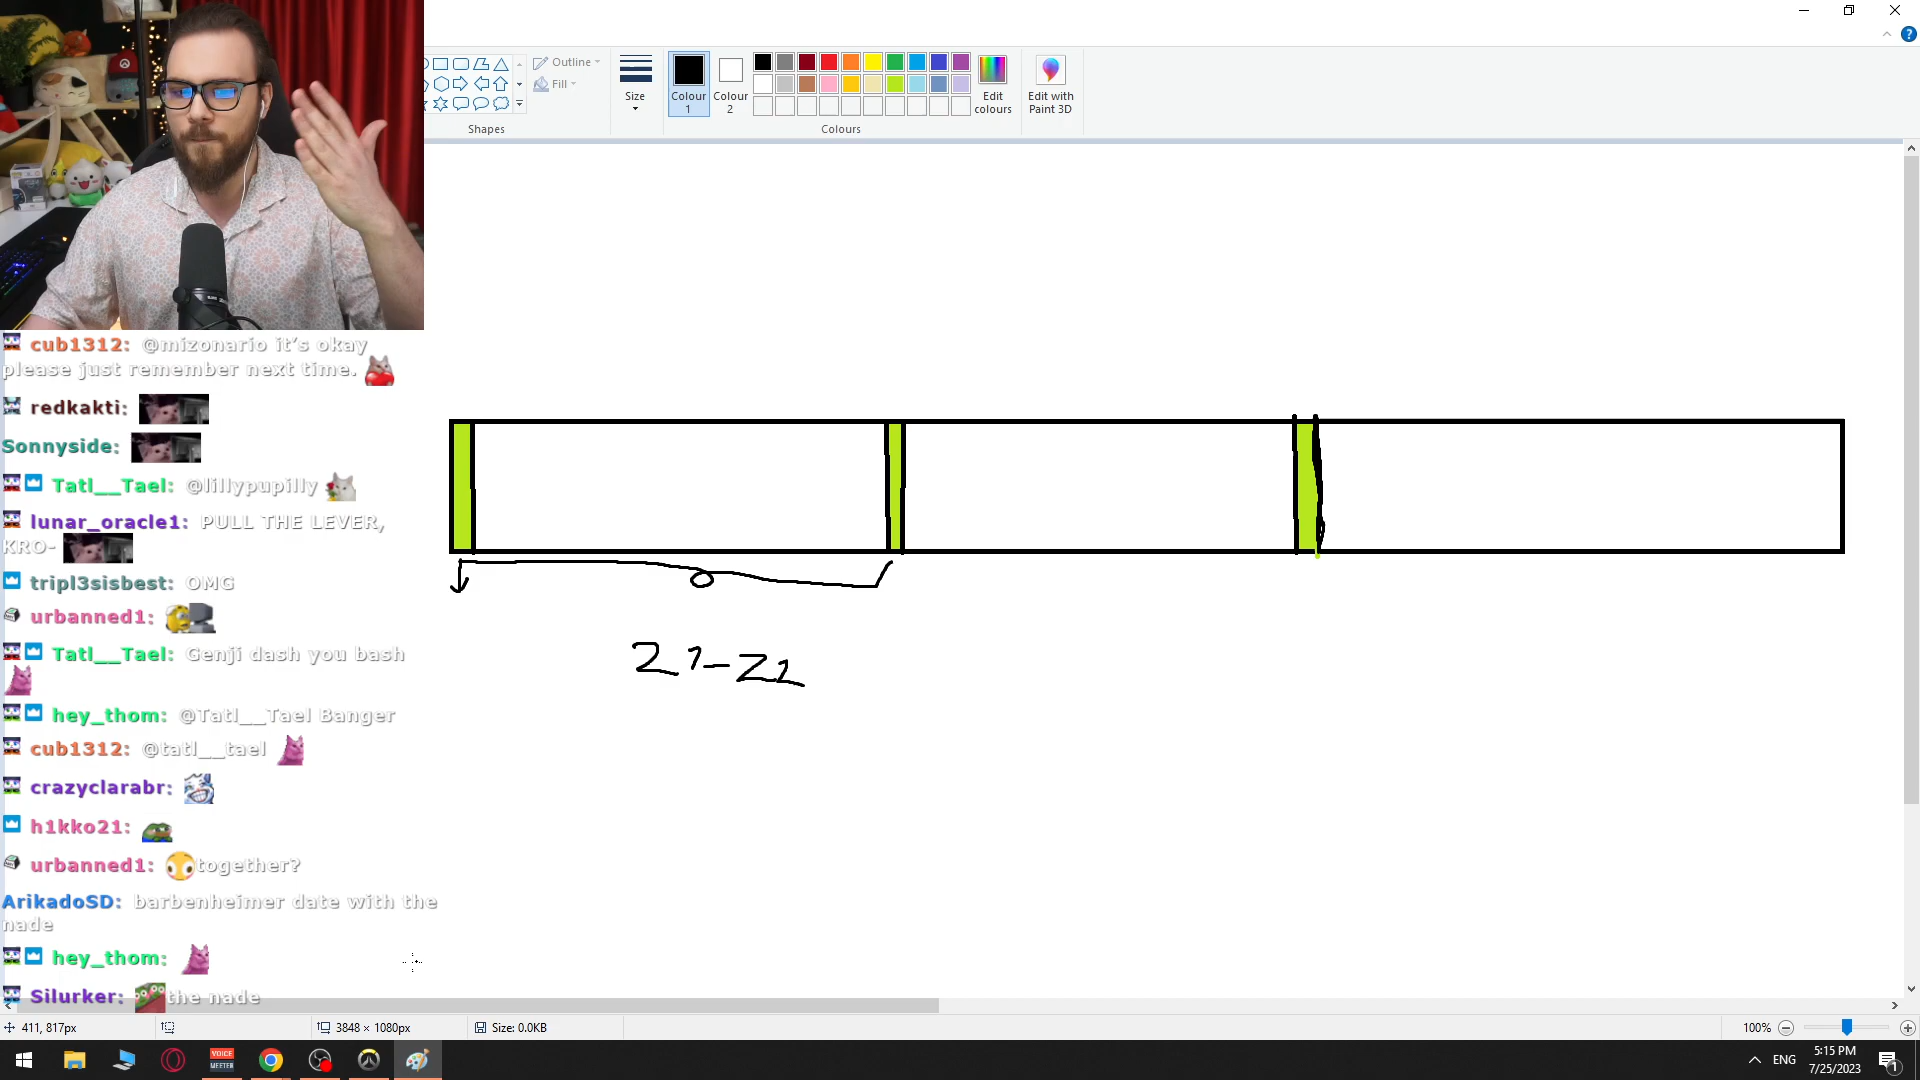 Outline
Fill
Shapes
Size
Colour 1
Colour 2
Colours
Edit colours
Edit with Paint 3D
cub1312: @mizonario it's okay
please just remember next time.
redkakti:
Sonnyside:
Tatl__Tael: @lillypupilly
lunar_oracle1: PULL THE LEVER,
KRO-
tripl3sisbest: OMG
urbanned1:
Tatl__Tael: Genji dash you bash
hey_thom: @Tatl__Tael Banger
cub1312: @tatl__tael
crazyclarabr:
h1kko21:
urbanned1: together?
ArikadoSD: barbenheimer date with the
nade
hey_thom:
Silurker: the nade
411, 817px
3848 × 1080px
Size: 0.0KB
100%
VOICE
MEETER
ENG
5:15 PM
7/25/2023
1